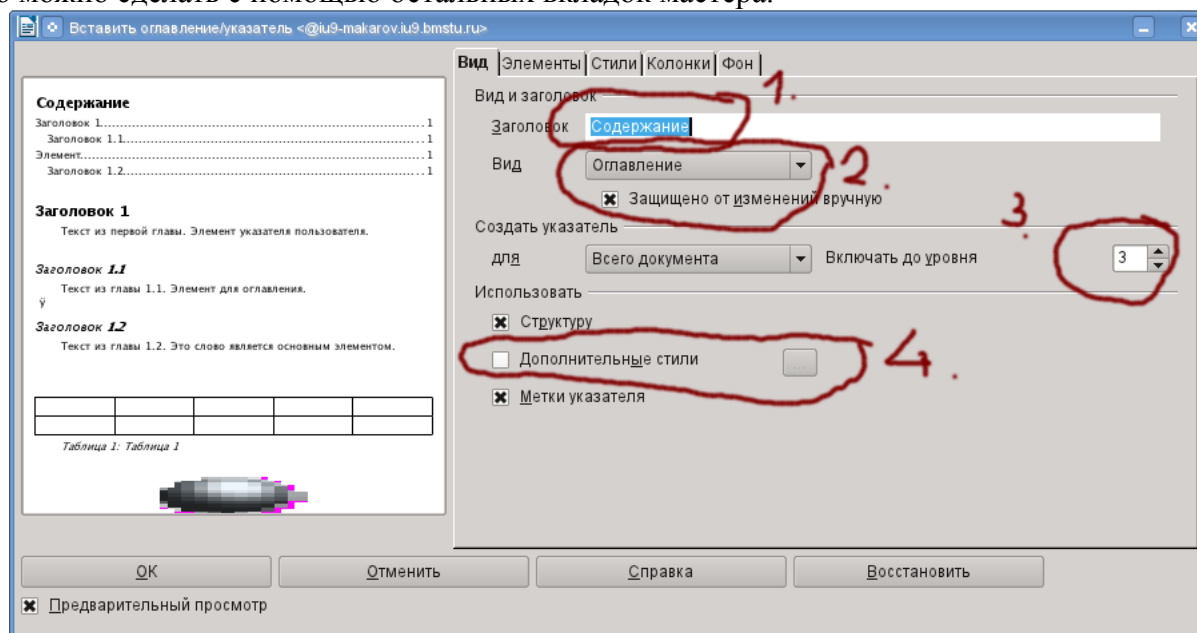 о можно сделать с помощью остальных вкладок мастера.
Вставить оглавление/указатель <@iu9-makarov.iu9.bmstu.ru>
Содержание
Заголовок 1.......................................................1
Заголовок 1.1.......................................................1
Элемент.......................................................1
Заголовок 1.2.......................................................1
Заголовок 1
Текст из первой главы. Элемент указателя пользователя.
Заголовок 1.1
Текст из главы 1.1. Элемент для оглавления.
ÿ
Заголовок 1.2
Текст из главы 1.2. Это слово является основным элементом.
Таблица 1: Таблица 1
Вид Элементы Стили Колонки Фон
1.
Вид и заголовок
Заголовок Содержание
Вид Оглавление
2.
Защищено от изменений вручную
Создать указатель
3.
для Всего документа Включать до уровня 3
Использовать
Структуру
Дополнительные стили ...
4.
Метки указателя
OK Отменить Справка Восстановить
Предварительный просмотр